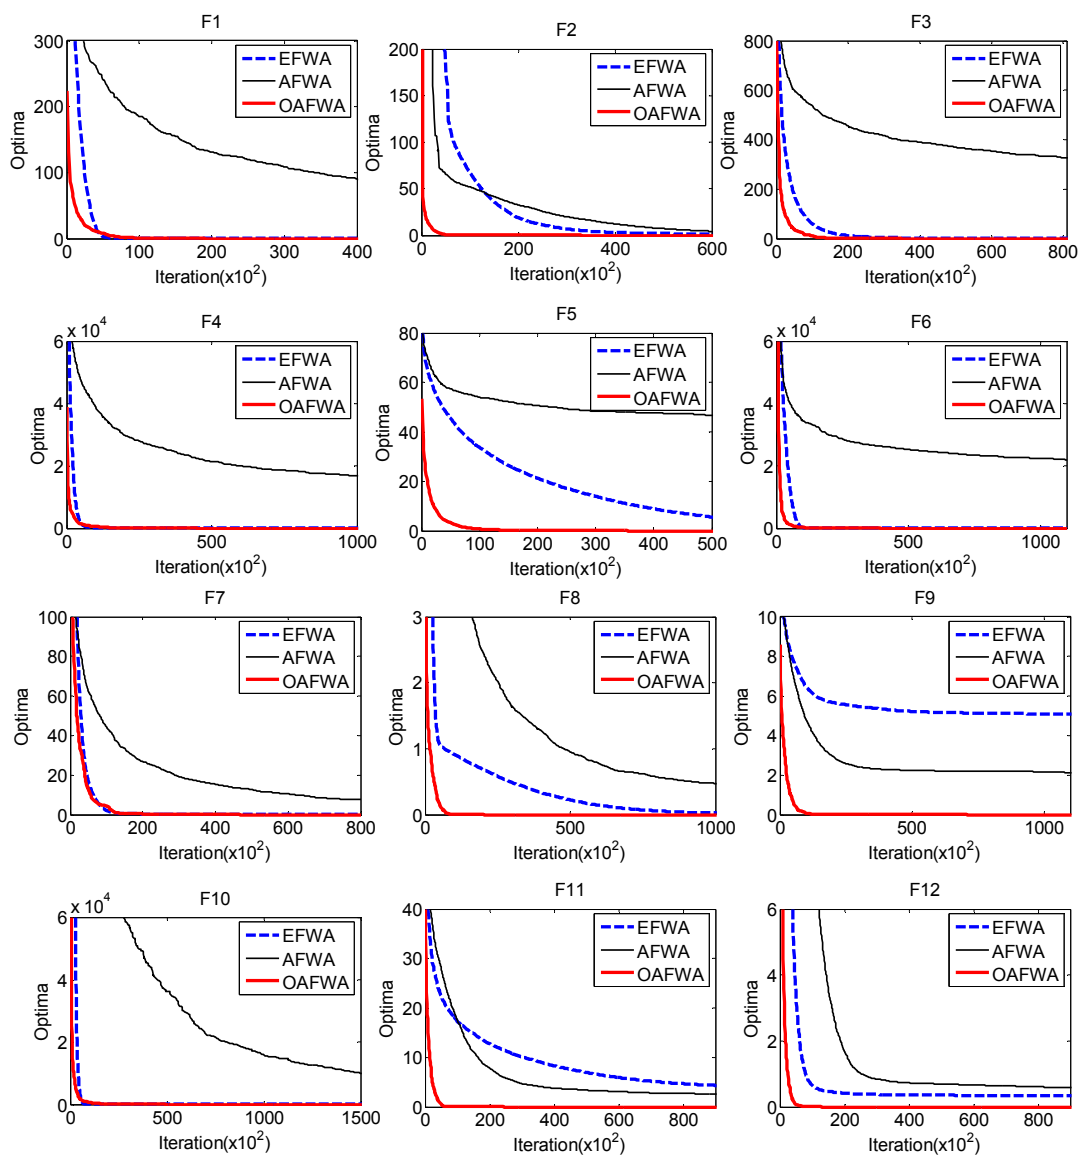 F1
300
200
100
0
Optima
EFWA
AFWA
OAFWA
0 100 200 300 400
Iteration(x10²)
F2
200
150
100
50
0
Optima
EFWA
AFWA
OAFWA
0 200 400 600
Iteration(x10²)
F3
800
600
400
200
0
Optima
EFWA
AFWA
OAFWA
0 200 400 600 800
Iteration(x10²)
F4
x 10⁴
6
4
2
0
Optima
EFWA
AFWA
OAFWA
0 500 1000
Iteration(x10²)
F5
80
60
40
20
0
Optima
EFWA
AFWA
OAFWA
0 100 200 300 400 500
Iteration(x10²)
F6
x 10⁴
6
4
2
0
Optima
EFWA
AFWA
OAFWA
0 500 1000
Iteration(x10²)
F7
100
80
60
40
20
0
Optima
EFWA
AFWA
OAFWA
0 200 400 600 800
Iteration(x10²)
F8
3
2
1
0
Optima
EFWA
AFWA
OAFWA
0 500 1000
Iteration(x10²)
F9
10
8
6
4
2
0
Optima
EFWA
AFWA
OAFWA
0 500 1000
Iteration(x10²)
F10
x 10⁴
6
4
2
0
Optima
EFWA
AFWA
OAFWA
0 500 1000 1500
Iteration(x10²)
F11
40
30
20
10
0
Optima
EFWA
AFWA
OAFWA
0 200 400 600 800
Iteration(x10²)
F12
6
4
2
0
Optima
EFWA
AFWA
OAFWA
0 200 400 600 800
Iteration(x10²)